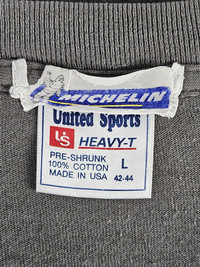 MICHELIN
United Sports
US HEAVY-T
PRE-SHRUNK
100% COTTON L
MADE IN USA 42-44